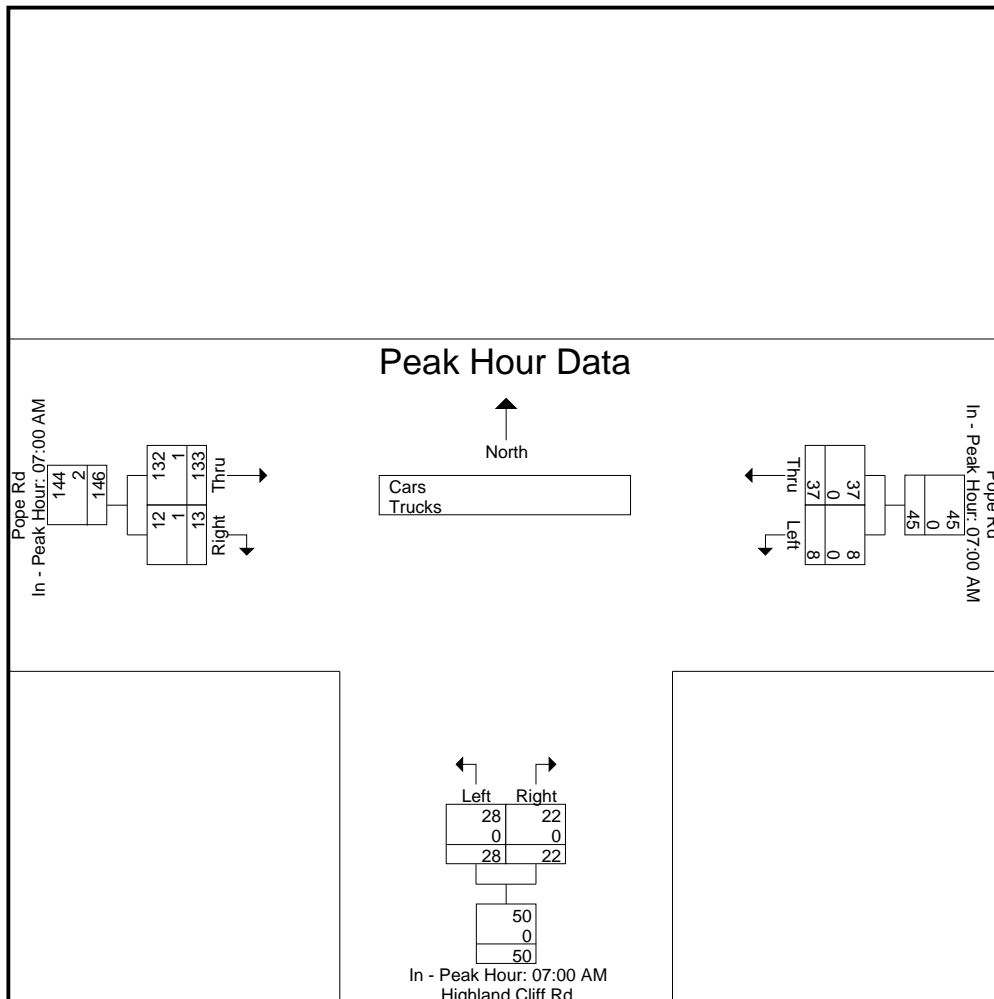 Peak Hour Data
North
Cars
Trucks
Pope Rd
In - Peak Hour: 07:00 AM
144
2
146
132
1
133
Thru
12
1
13
Right
Thru
37
0
37
Left
8
0
8
45
0
45
In - Peak Hour: 07:00 AM
Pope Rd
Left Right
28 22
0 0
28 22
50
0
50
In - Peak Hour: 07:00 AM
Highland Cliff Rd